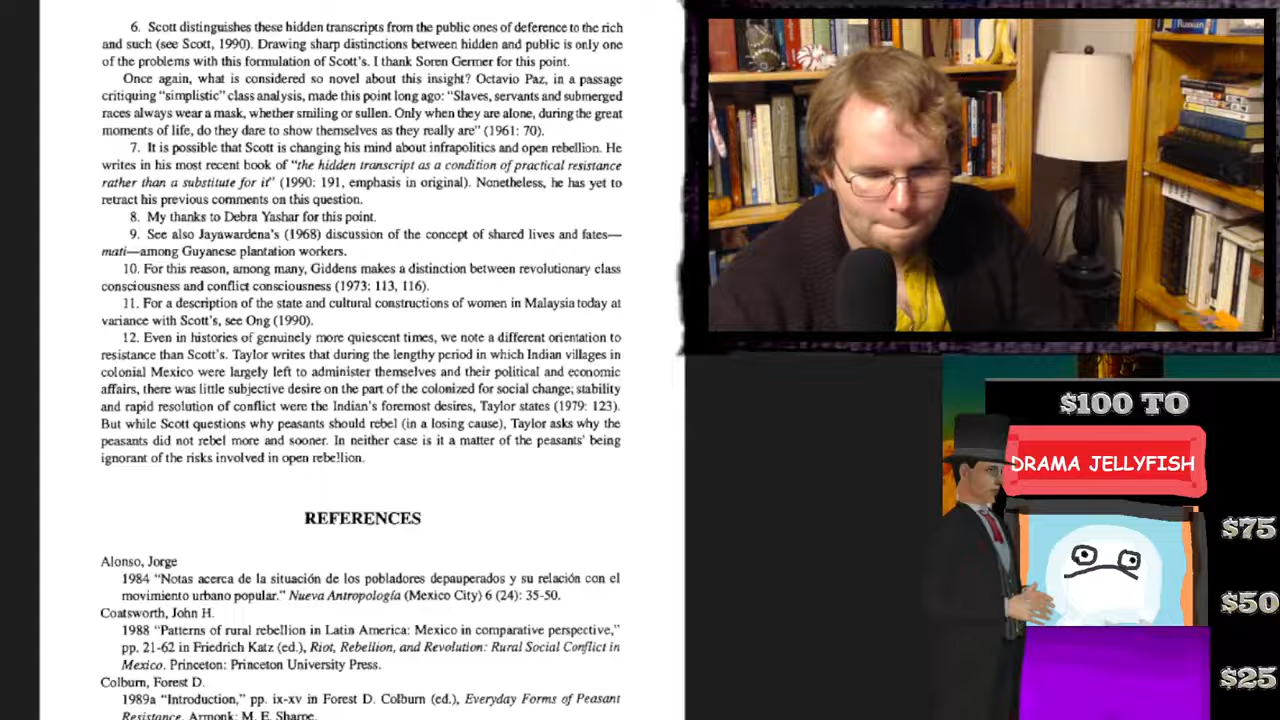 6. Scott distinguishes these hidden transcripts from the public ones of deference to the rich
and such (see Scott, 1990). Drawing sharp distinctions between hidden and public is only one
of the problems with this formulation of Scott's. I thank Soren Germer for this point.
Once again, what is considered so novel about this insight? Octavio Paz, in a passage
critiquing “simplistic” class analysis, made this point long ago: “Slaves, servants and submerged
races always wear a mask, whether smiling or sullen. Only when they are alone, during the great
moments of life, do they dare to show themselves as they really are” (1961: 70).
7. It is possible that Scott is changing his mind about infrapolitics and open rebellion. He
writes in his most recent book of “the hidden transcript as a condition of practical resistance
rather than a substitute for it” (1990: 191, emphasis in original). Nonetheless, he has yet to
retract his previous comments on this question.
8. My thanks to Debra Yashar for this point.
9. See also Jayawardena's (1968) discussion of the concept of shared lives and fates—
mati—among Guyanese plantation workers.
10. For this reason, among many, Giddens makes a distinction between revolutionary class
consciousness and conflict consciousness (1973: 113, 116).
11. For a description of the state and cultural constructions of women in Malaysia today at
variance with Scott's, see Ong (1990).
12. Even in histories of genuinely more quiescent times, we note a different orientation to
resistance than Scott's. Taylor writes that during the lengthy period in which Indian villages in
colonial Mexico were largely left to administer themselves and their political and economic
affairs, there was little subjective desire on the part of the colonized for social change; stability
and rapid resolution of conflict were the Indian's foremost desires, Taylor states (1979: 123).
But while Scott questions why peasants should rebel (in a losing cause), Taylor asks why the
peasants did not rebel more and sooner. In neither case is it a matter of the peasants' being
ignorant of the risks involved in open rebellion.
REFERENCES
Alonso, Jorge
1984 “Notas acerca de la situación de los pobladores depauperados y su relación con el
movimiento urbano popular.” Nueva Antropología (Mexico City) 6 (24): 35-50.
Coatsworth, John H.
1988 “Patterns of rural rebellion in Latin America: Mexico in comparative perspective,”
pp. 21-62 in Friedrich Katz (ed.), Riot, Rebellion, and Revolution: Rural Social Conflict in
Mexico. Princeton: Princeton University Press.
Colburn, Forest D.
1989a “Introduction,” pp. ix-xv in Forest D. Colburn (ed.), Everyday Forms of Peasant
Resistance. Armonk: M. E. Sharpe.
Russian
$100 TO
DRAMA JELLYFISH
$75
$50
$25